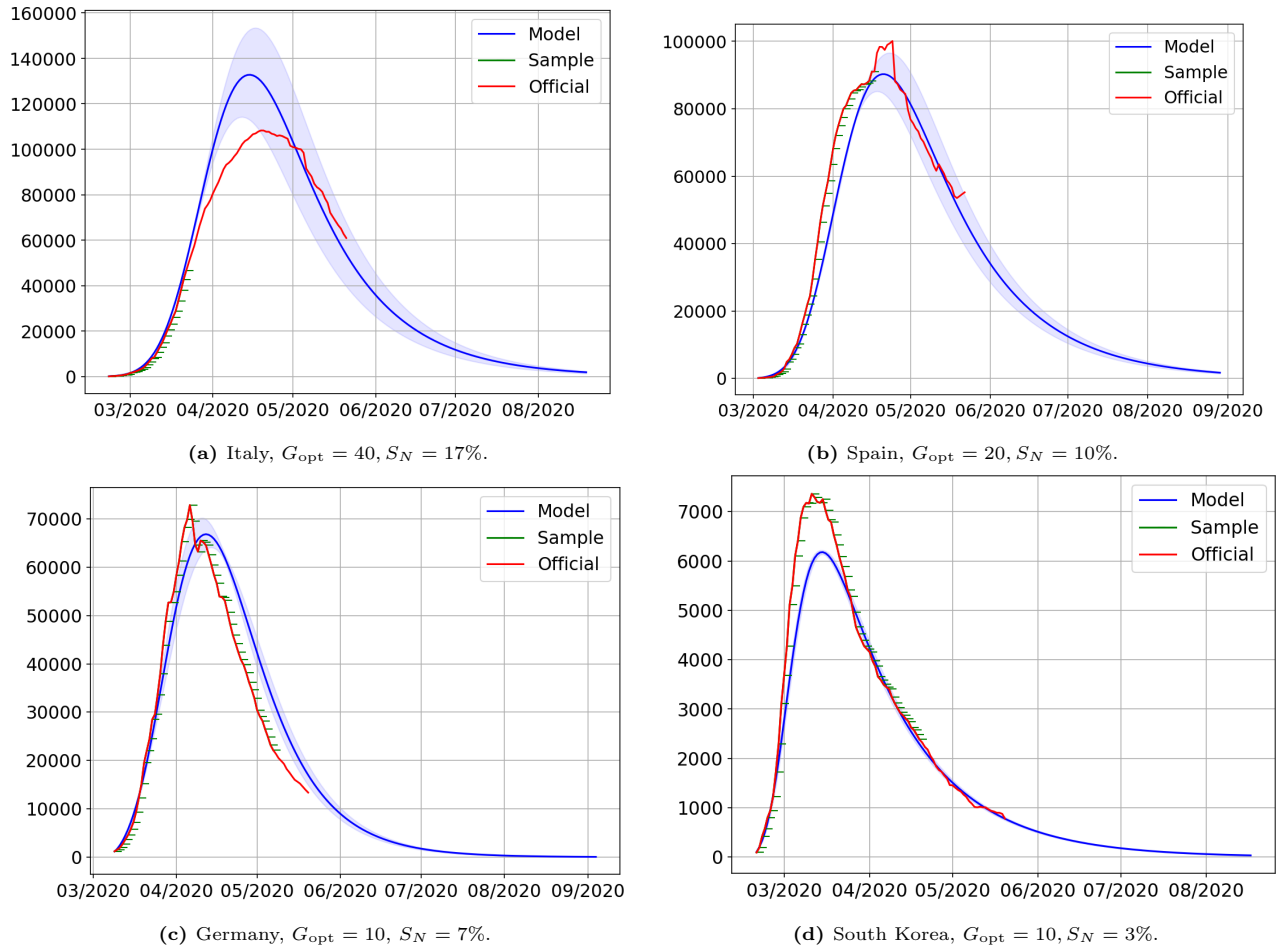 160000
140000
120000
100000
80000
60000
40000
20000
0
03/2020 04/2020 05/2020 06/2020 07/2020 08/2020
Model
Sample
Official
(a) Italy, G_opt = 40, S_N = 17%.
100000
80000
60000
40000
20000
0
03/2020 04/2020 05/2020 06/2020 07/2020 08/2020 09/2020
Model
Sample
Official
(b) Spain, G_opt = 20, S_N = 10%.
70000
60000
50000
40000
30000
20000
10000
0
03/2020 04/2020 05/2020 06/2020 07/2020 08/2020 09/2020
Model
Sample
Official
(c) Germany, G_opt = 10, S_N = 7%.
7000
6000
5000
4000
3000
2000
1000
0
03/2020 04/2020 05/2020 06/2020 07/2020 08/2020
Model
Sample
Official
(d) South Korea, G_opt = 10, S_N = 3%.